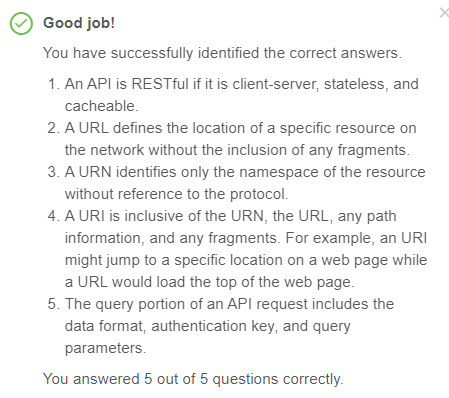 Good job!
You have successfully identified the correct answers.
1. An API is RESTful if it is client-server, stateless, and
cacheable.
2. A URL defines the location of a specific resource on
the network without the inclusion of any fragments.
3. A URN identifies only the namespace of the resource
without reference to the protocol.
4. A URI is inclusive of the URN, the URL, any path
information, and any fragments. For example, an URI
might jump to a specific location on a web page while
a URL would load the top of the web page.
5. The query portion of an API request includes the
data format, authentication key, and query
parameters.
You answered 5 out of 5 questions correctly.